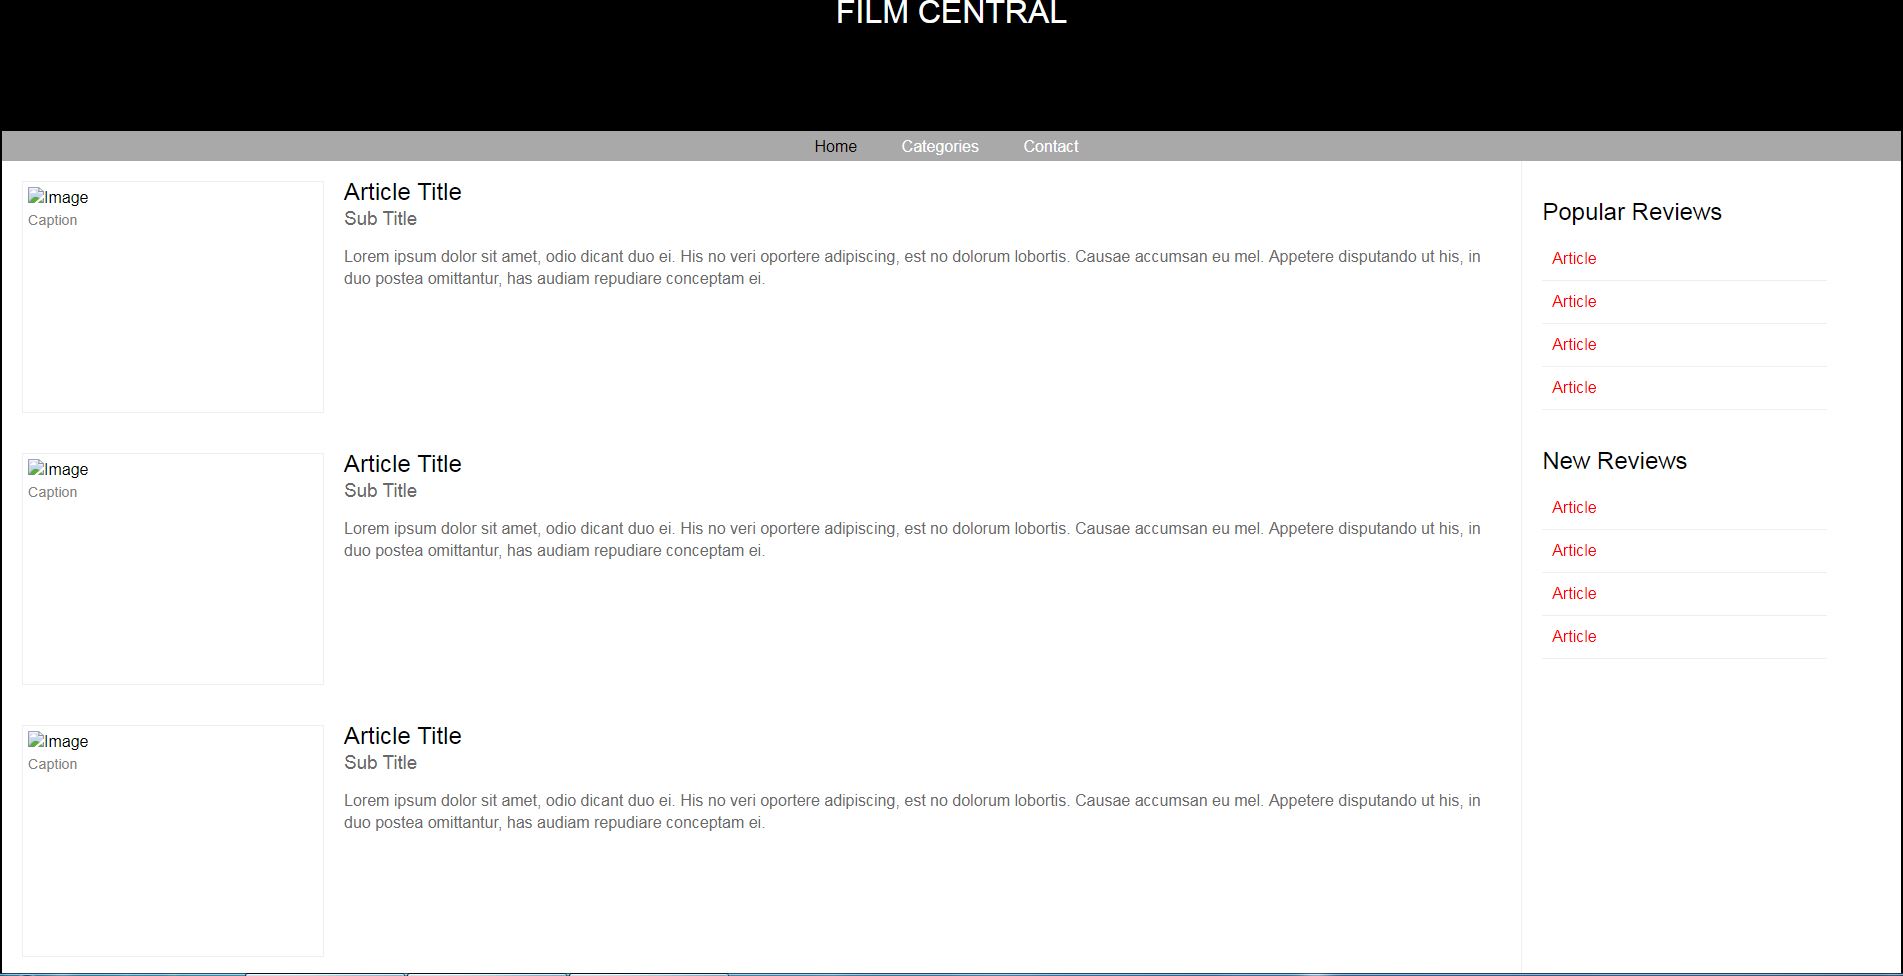 FILM CENTRAL
Home Categories Contact
Image
Caption
Article Title
Sub Title
Lorem ipsum dolor sit amet, odio dicant duo ei. His no veri oportere adipiscing, est no dolorum lobortis. Causae accumsan eu mel. Appetere disputando ut his, in
duo postea omittantur, has audiam repudiare conceptam ei.
Image
Caption
Article Title
Sub Title
Lorem ipsum dolor sit amet, odio dicant duo ei. His no veri oportere adipiscing, est no dolorum lobortis. Causae accumsan eu mel. Appetere disputando ut his, in
duo postea omittantur, has audiam repudiare conceptam ei.
Image
Caption
Article Title
Sub Title
Lorem ipsum dolor sit amet, odio dicant duo ei. His no veri oportere adipiscing, est no dolorum lobortis. Causae accumsan eu mel. Appetere disputando ut his, in
duo postea omittantur, has audiam repudiare conceptam ei.
Popular Reviews
Article
Article
Article
Article
New Reviews
Article
Article
Article
Article